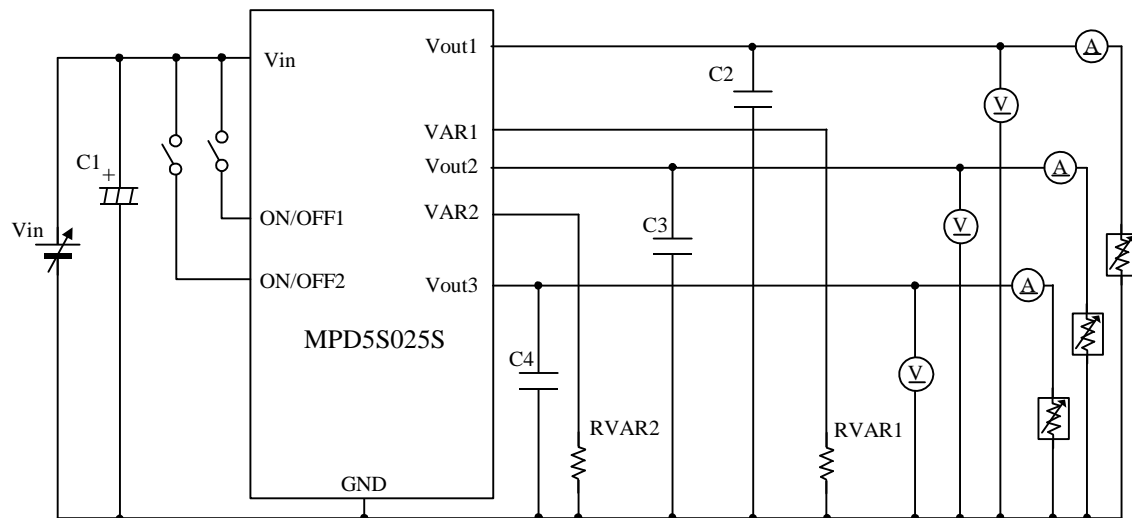 Vin
Vout1
C2
VAR1
C1
+
Vout2
VAR2
ON/OFF1
C3
Vin
ON/OFF2
Vout3
MPD5S025S
C4
RVAR2
RVAR1
GND
A
V
A
V
A
V